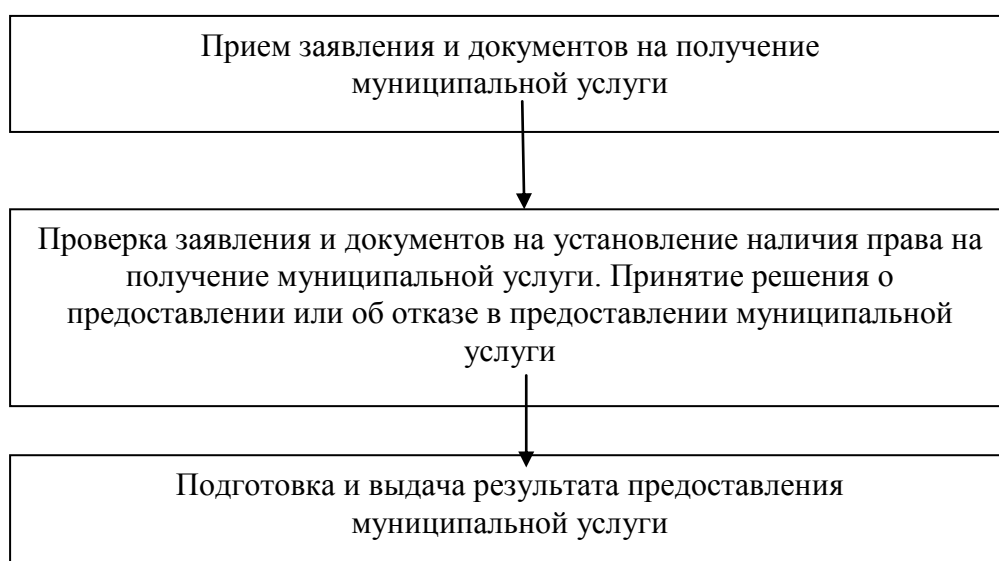 Прием заявления и документов на получение
муниципальной услуги
Проверка заявления и документов на установление наличия права на
получение муниципальной услуги. Принятие решения о
предоставлении или об отказе в предоставлении муниципальной
услуги
Подготовка и выдача результата предоставления
муниципальной услуги